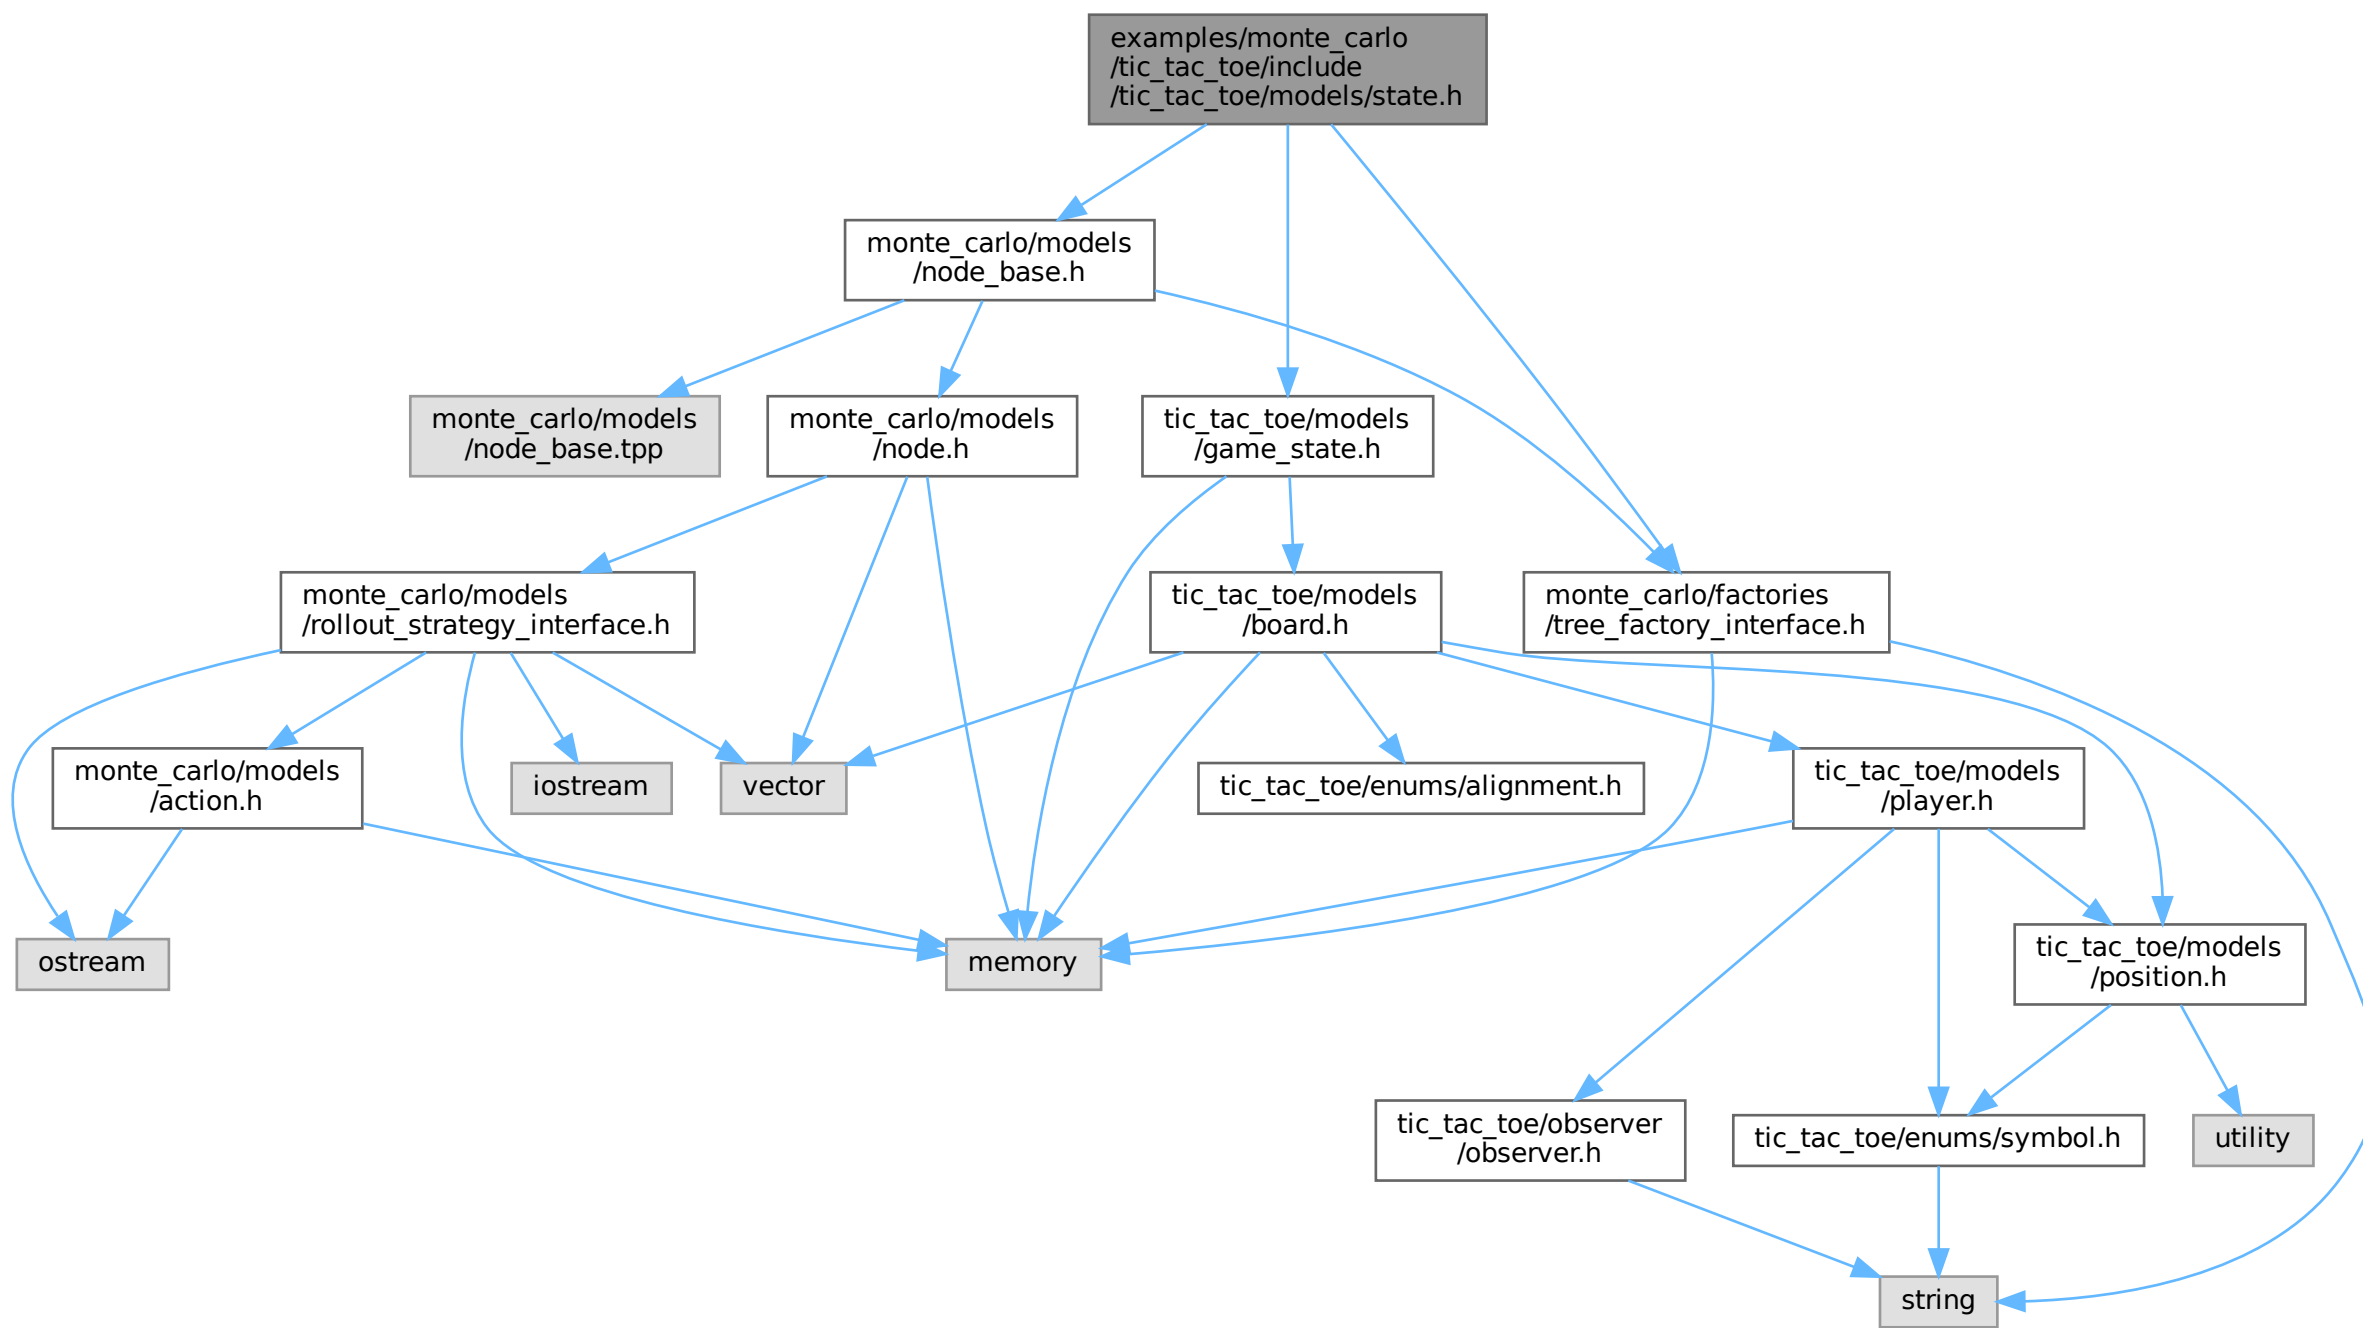 examples/monte_carlo
/tic_tac_toe/include
/tic_tac_toe/models/state.h
monte_carlo/models
/node_base.h
monte_carlo/models
/node_base.tpp
monte_carlo/models
/node.h
tic_tac_toe/models
/game_state.h
monte_carlo/models
/rollout_strategy_interface.h
tic_tac_toe/models
/board.h
monte_carlo/factories
/tree_factory_interface.h
monte_carlo/models
/action.h
iostream
vector
tic_tac_toe/enums/alignment.h
tic_tac_toe/models
/player.h
ostream
memory
tic_tac_toe/models
/position.h
tic_tac_toe/observer
/observer.h
tic_tac_toe/enums/symbol.h
utility
string